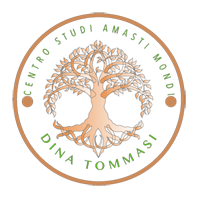 CENTRO STUDI AMASTI MONDI
DINA TOMMASI